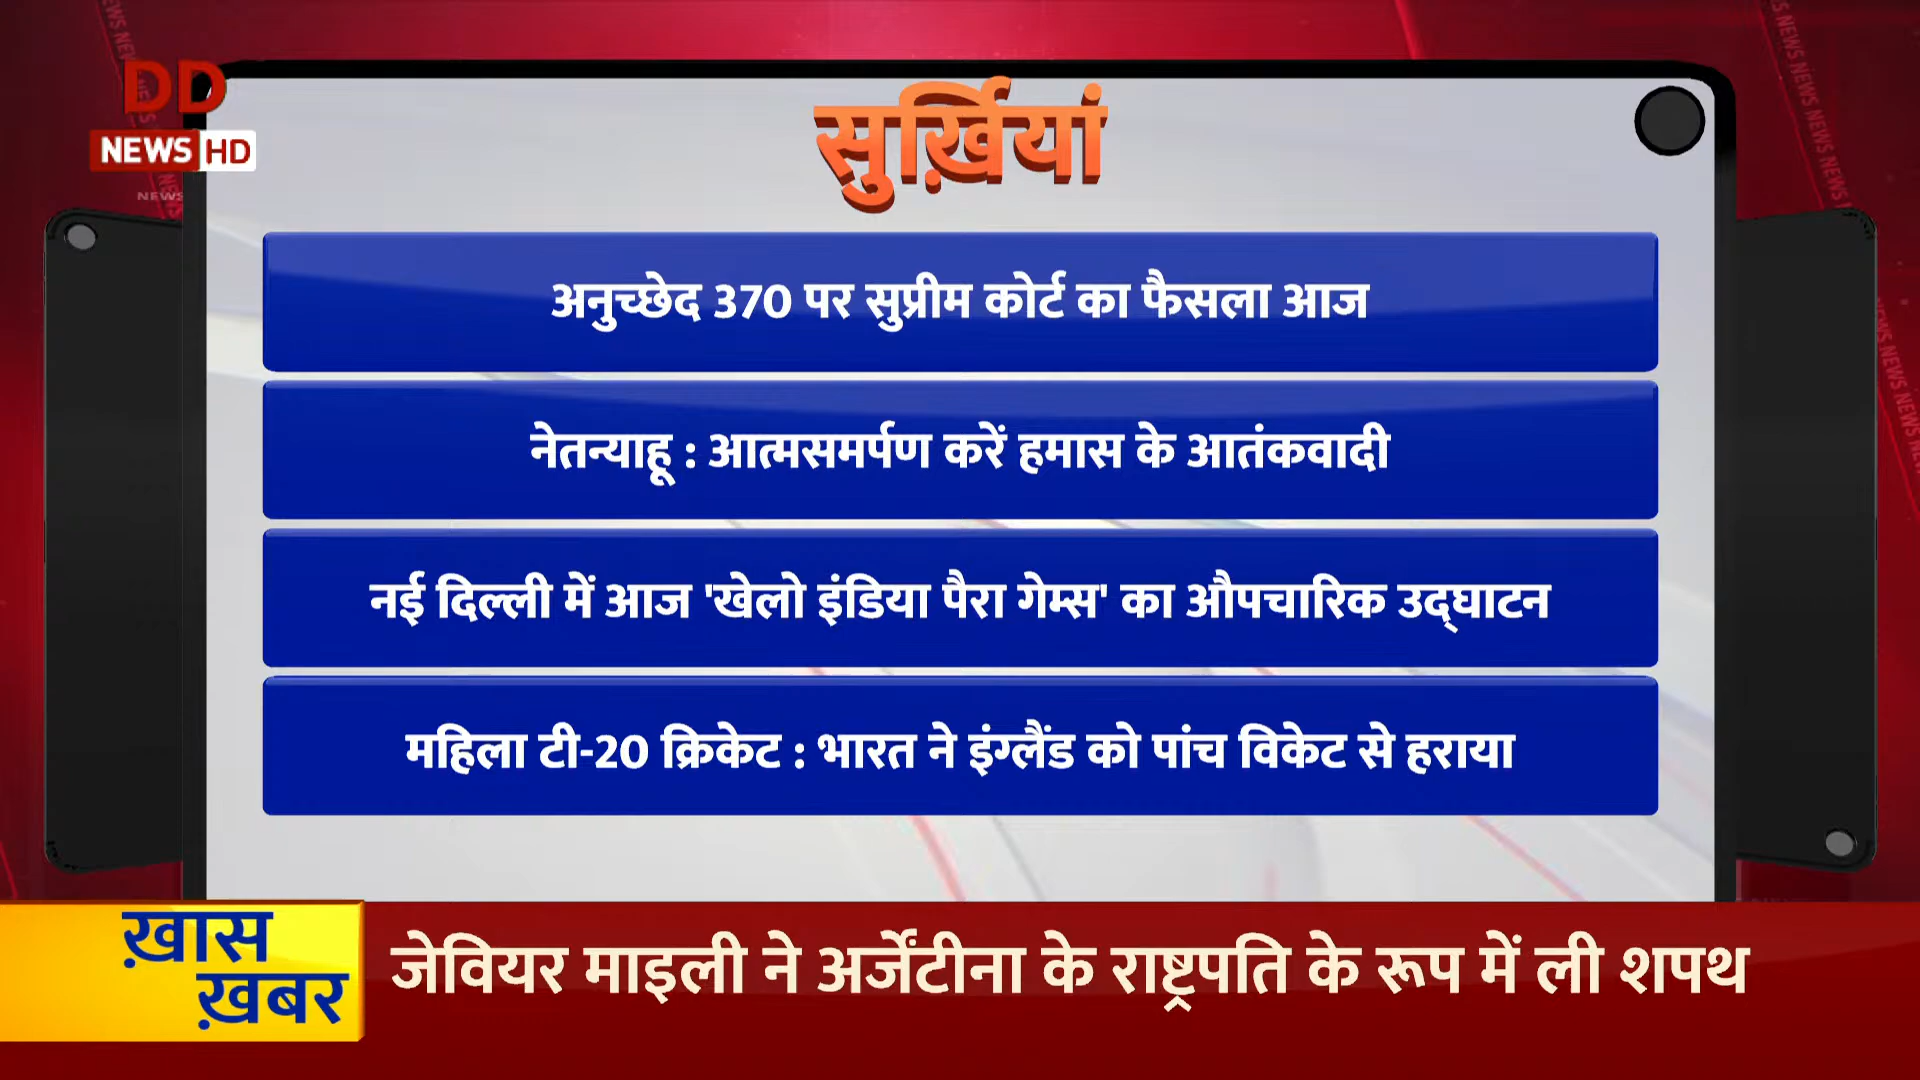 DD
NEWS HD
NEWS
सुर्ख़ियां
अनुच्छेद 370 पर सुप्रीम कोर्ट का फैसला आज
नेतन्याहू : आत्मसमर्पण करें हमास के आतंकवादी
नई दिल्ली में आज 'खेलो इंडिया पैरा गेम्स' का औपचारिक उद्घाटन
महिला टी-20 क्रिकेट : भारत ने इंग्लैंड को पांच विकेट से हराया
ख़ास
ख़बर
जेवियर माइली ने अर्जेंटीना के राष्ट्रपति के रूप में ली शपथ